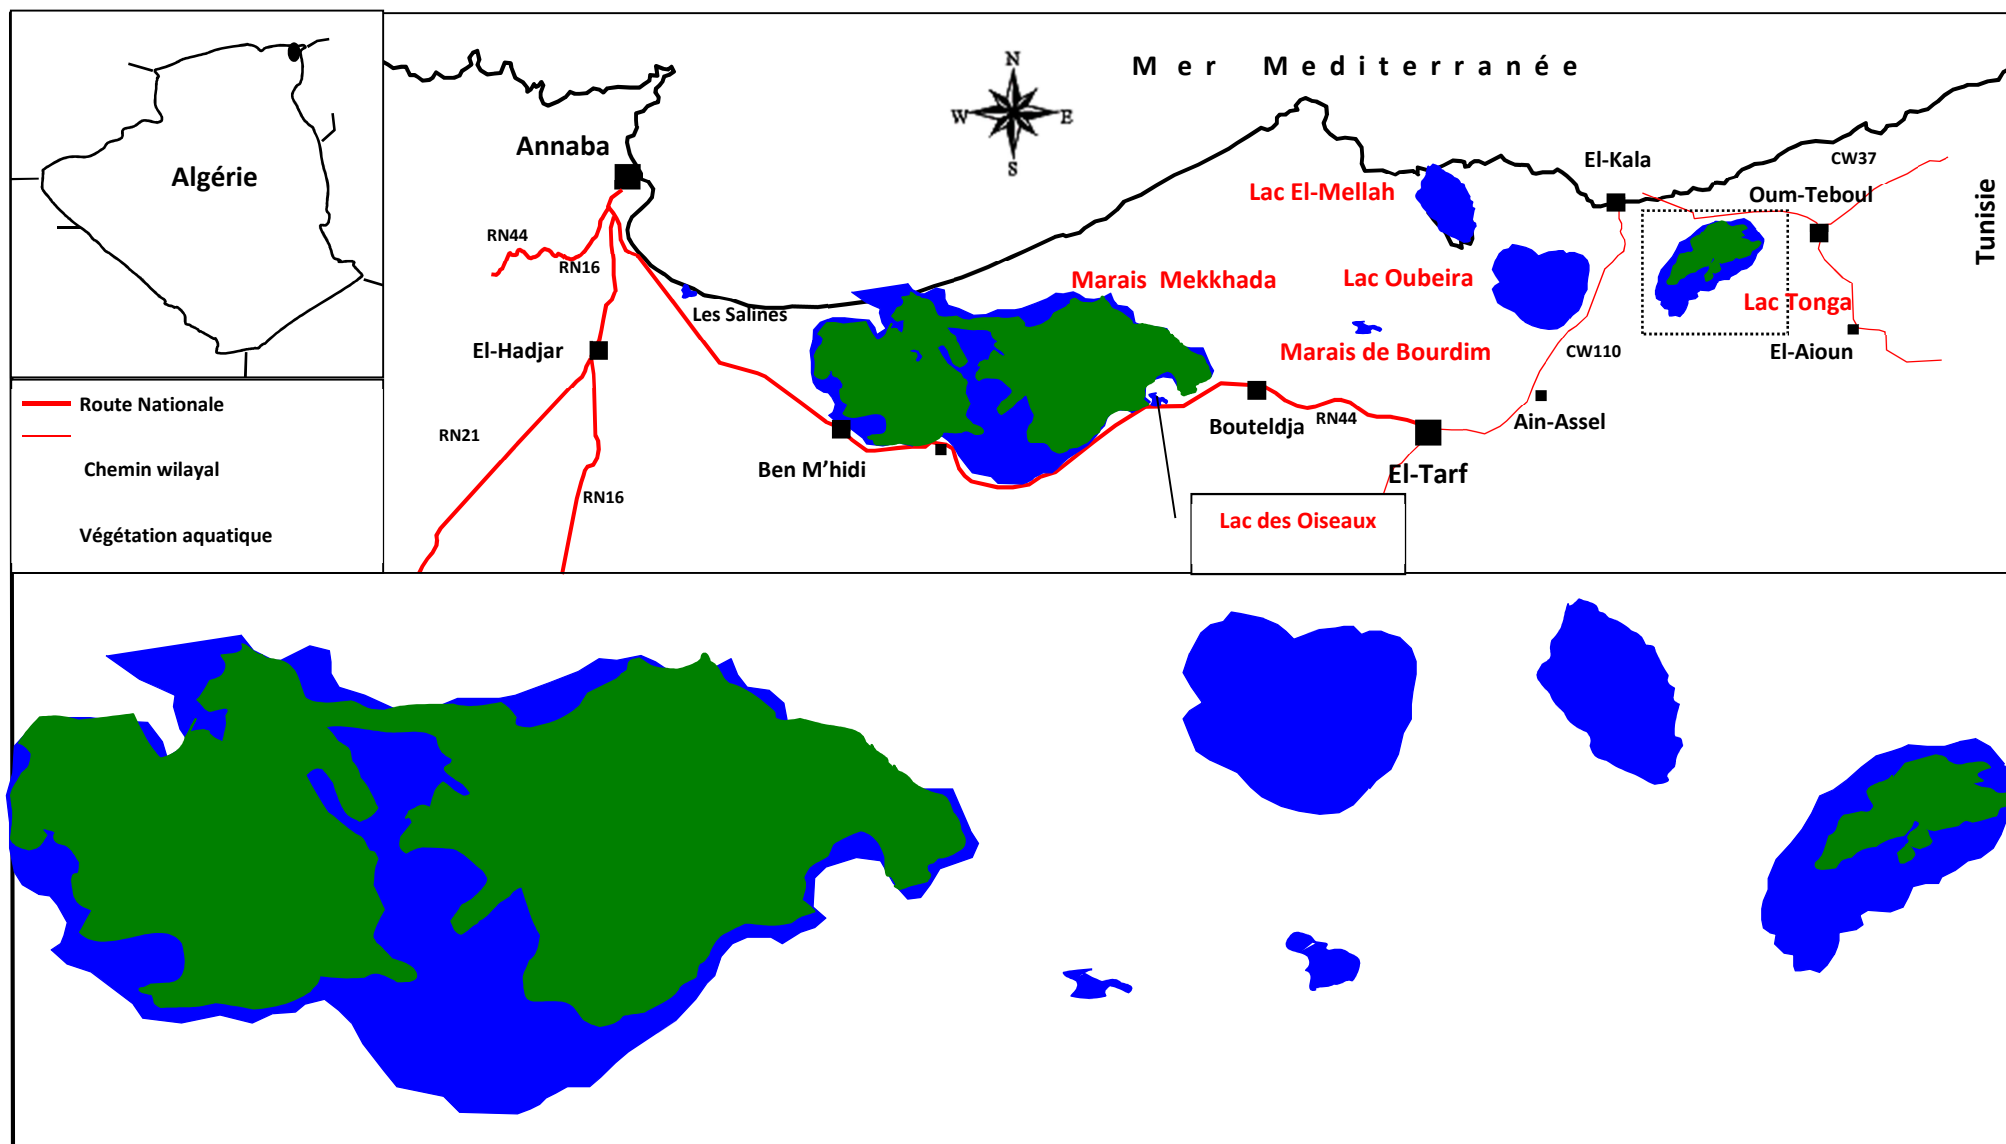 Algérie
Route Nationale
Chemin wilayal
Végétation aquatique
N
W
E
S
Mer Mediterranée
Annaba
RN44
RN16
Les Salines
El-Hadjar
RN21
RN16
Ben M'hidi
Marais Mekkhada
Lac El-Mellah
Lac Oubeira
Marais de Bourdim
Bouteldja
RN44
El-Tarf
Lac des Oiseaux
El-Kala
CW37
Oum-Teboul
Tunisie
Lac Tonga
El-Aioun
CW110
Ain-Assel